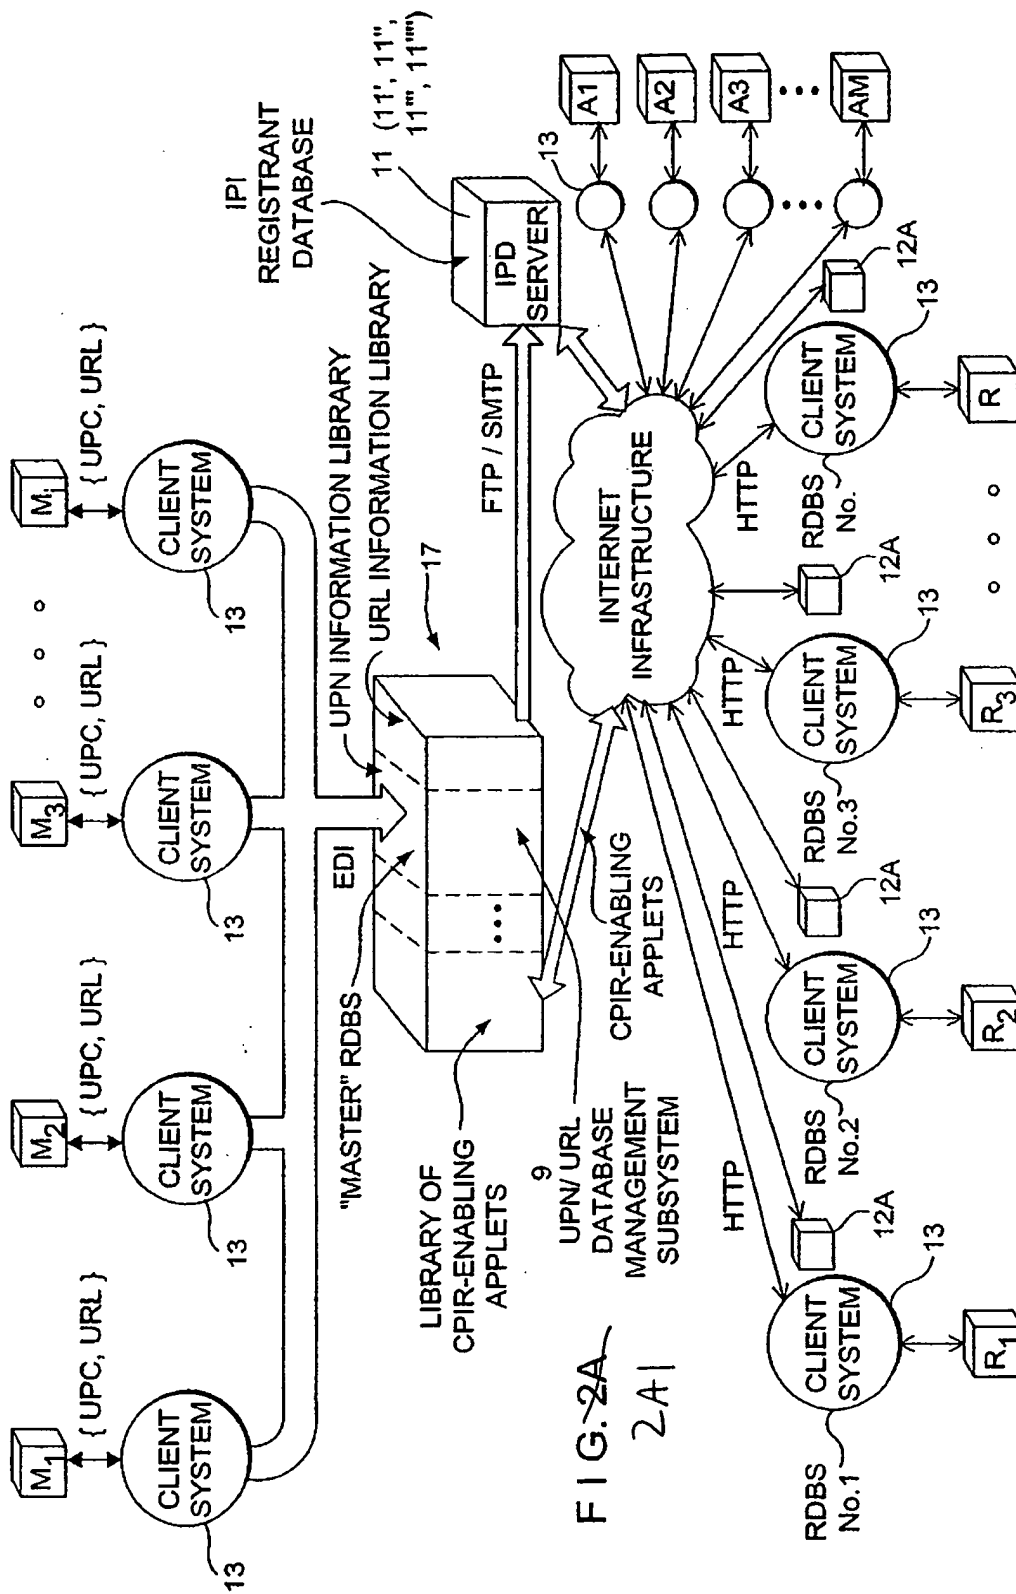 M1
M2
M3
Mi
{ UPC, URL }
{ UPC, URL }
{ UPC, URL }
{ UPC, URL }
CLIENT
SYSTEM
CLIENT
SYSTEM
CLIENT
SYSTEM
CLIENT
SYSTEM
13
13
13
13
EDI
"MASTER" RDBS
UPN INFORMATION LIBRARY
URL INFORMATION LIBRARY
17
IPI
REGISTRANT
DATABASE
11 (11', 11",
11''', 11'''')
IPD
SERVER
FTP / SMTP
LIBRARY OF
CPIR-ENABLING
APPLETS
9
UPN/ URL
DATABASE
MANAGEMENT
SUBSYSTEM
CPIR-ENABLING
APPLETS
INTERNET
INFRASTRUCTURE
13
A1
A2
A3
AM
HTTP
HTTP
HTTP
HTTP
12A
12A
12A
12A
RDBS
No.1
CLIENT
SYSTEM
13
RDBS
No.2
CLIENT
SYSTEM
13
RDBS
No.3
CLIENT
SYSTEM
13
RDBS
No.
CLIENT
SYSTEM
13
R1
R2
R3
R
FIG. 2A
2A1